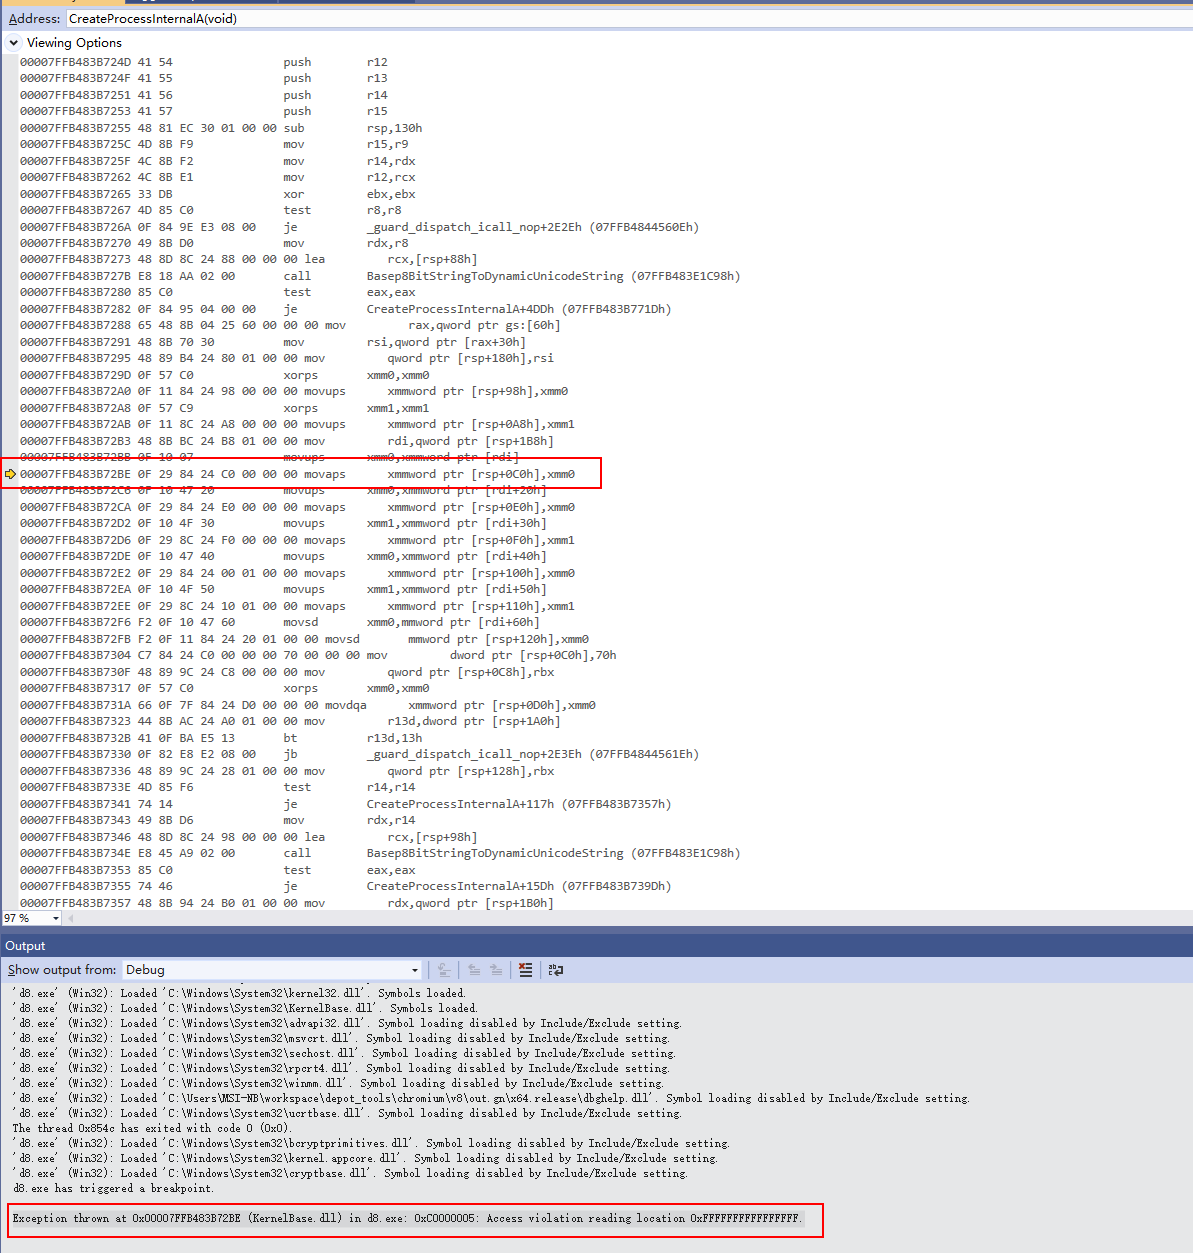 Address: CreateProcessInternalA(void)
Viewing Options
00007FFB483B724D 41 54 push r12
00007FFB483B724F 41 55 push r13
00007FFB483B7251 41 56 push r14
00007FFB483B7253 41 57 push r15
00007FFB483B7255 48 81 EC 30 01 00 00 sub rsp,130h
00007FFB483B725C 4D 8B F9 mov r15,r9
00007FFB483B725F 4C 8B F2 mov r14,rdx
00007FFB483B7262 4C 8B E1 mov r12,rcx
00007FFB483B7265 33 DB xor ebx,ebx
00007FFB483B7267 4D 85 C0 test r8,r8
00007FFB483B726A 0F 84 9E E3 08 00 je _guard_dispatch_icall_nop+2E2Eh (07FFB4844560Eh)
00007FFB483B7270 49 8B D0 mov rdx,r8
00007FFB483B7273 48 8D 8C 24 88 00 00 00 lea rcx,[rsp+88h]
00007FFB483B727B E8 18 AA 02 00 call Basep8BitStringToDynamicUnicodeString (07FFB483E1C98h)
00007FFB483B7280 85 C0 test eax,eax
00007FFB483B7282 0F 84 95 04 00 00 je CreateProcessInternalA+4DDh (07FFB483B771Dh)
00007FFB483B7288 65 48 8B 04 25 60 00 00 00 mov rax,qword ptr gs:[60h]
00007FFB483B7291 48 8B 70 30 mov rsi,qword ptr [rax+30h]
00007FFB483B7295 48 89 B4 24 80 01 00 00 mov qword ptr [rsp+180h],rsi
00007FFB483B729D 0F 57 C0 xorps xmm0,xmm0
00007FFB483B72A0 0F 11 84 24 98 00 00 00 movups xmmword ptr [rsp+98h],xmm0
00007FFB483B72A8 0F 57 C9 xorps xmm1,xmm1
00007FFB483B72AB 0F 11 8C 24 A8 00 00 00 movups xmmword ptr [rsp+0A8h],xmm1
00007FFB483B72B3 48 8B BC 24 B8 01 00 00 mov rdi,qword ptr [rsp+1B8h]
00007FFB483B72BB 0F 10 07 movups xmm0,xmmword ptr [rdi]
00007FFB483B72BE 0F 29 84 24 C0 00 00 00 movaps xmmword ptr [rsp+0C0h],xmm0
00007FFB483B72C6 0F 10 47 20 movups xmm0,xmmword ptr [rdi+20h]
00007FFB483B72CA 0F 29 84 24 E0 00 00 00 movaps xmmword ptr [rsp+0E0h],xmm0
00007FFB483B72D2 0F 10 4F 30 movups xmm1,xmmword ptr [rdi+30h]
00007FFB483B72D6 0F 29 8C 24 F0 00 00 00 movaps xmmword ptr [rsp+0F0h],xmm1
00007FFB483B72DE 0F 10 47 40 movups xmm0,xmmword ptr [rdi+40h]
00007FFB483B72E2 0F 29 84 24 00 01 00 00 movaps xmmword ptr [rsp+100h],xmm0
00007FFB483B72EA 0F 10 4F 50 movups xmm1,xmmword ptr [rdi+50h]
00007FFB483B72EE 0F 29 8C 24 10 01 00 00 movaps xmmword ptr [rsp+110h],xmm1
00007FFB483B72F6 F2 0F 10 47 60 movsd xmm0,mmword ptr [rdi+60h]
00007FFB483B72FB F2 0F 11 84 24 20 01 00 00 movsd mmword ptr [rsp+120h],xmm0
00007FFB483B7304 C7 84 24 C0 00 00 00 70 00 00 00 mov dword ptr [rsp+0C0h],70h
00007FFB483B730F 48 89 9C 24 C8 00 00 00 mov qword ptr [rsp+0C8h],rbx
00007FFB483B7317 0F 57 C0 xorps xmm0,xmm0
00007FFB483B731A 66 0F 7F 84 24 D0 00 00 00 movdqa xmmword ptr [rsp+0D0h],xmm0
00007FFB483B7323 44 8B AC 24 A0 01 00 00 mov r13d,dword ptr [rsp+1A0h]
00007FFB483B732B 41 0F BA E5 13 bt r13d,13h
00007FFB483B7330 0F 82 E8 E2 08 00 jb _guard_dispatch_icall_nop+2E3Eh (07FFB4844561Eh)
00007FFB483B7336 48 89 9C 24 28 01 00 00 mov qword ptr [rsp+128h],rbx
00007FFB483B733E 4D 85 F6 test r14,r14
00007FFB483B7341 74 14 je CreateProcessInternalA+117h (07FFB483B7357h)
00007FFB483B7343 49 8B D6 mov rdx,r14
00007FFB483B7346 48 8D 8C 24 98 00 00 00 lea rcx,[rsp+98h]
00007FFB483B734E E8 45 A9 02 00 call Basep8BitStringToDynamicUnicodeString (07FFB483E1C98h)
00007FFB483B7353 85 C0 test eax,eax
00007FFB483B7355 74 46 je CreateProcessInternalA+15Dh (07FFB483B739Dh)
00007FFB483B7357 48 8B 94 24 B0 01 00 00 mov rdx,qword ptr [rsp+1B0h]
97 %
Output
Show output from: Debug
'd8.exe' (Win32): Loaded 'C:\Windows\System32\kernel32.dll'. Symbols loaded.
'd8.exe' (Win32): Loaded 'C:\Windows\System32\KernelBase.dll'. Symbols loaded.
'd8.exe' (Win32): Loaded 'C:\Windows\System32\advapi32.dll'. Symbol loading disabled by Include/Exclude setting.
'd8.exe' (Win32): Loaded 'C:\Windows\System32\msvcrt.dll'. Symbol loading disabled by Include/Exclude setting.
'd8.exe' (Win32): Loaded 'C:\Windows\System32\sechost.dll'. Symbol loading disabled by Include/Exclude setting.
'd8.exe' (Win32): Loaded 'C:\Windows\System32\rpcrt4.dll'. Symbol loading disabled by Include/Exclude setting.
'd8.exe' (Win32): Loaded 'C:\Windows\System32\winmm.dll'. Symbol loading disabled by Include/Exclude setting.
'd8.exe' (Win32): Loaded 'C:\Users\MSI-NB\workspace\depot_tools\chromium\v8\out.gn\x64.release\dbghelp.dll'. Symbol loading disabled by Include/Exclude setting.
'd8.exe' (Win32): Loaded 'C:\Windows\System32\ucrtbase.dll'. Symbol loading disabled by Include/Exclude setting.
The thread 0x854c has exited with code 0 (0x0).
'd8.exe' (Win32): Loaded 'C:\Windows\System32\bcryptprimitives.dll'. Symbol loading disabled by Include/Exclude setting.
'd8.exe' (Win32): Loaded 'C:\Windows\System32\kernel.appcore.dll'. Symbol loading disabled by Include/Exclude setting.
'd8.exe' (Win32): Loaded 'C:\Windows\System32\cryptbase.dll'. Symbol loading disabled by Include/Exclude setting.
d8.exe has triggered a breakpoint.
Exception thrown at 0x00007FFB483B72BE (KernelBase.dll) in d8.exe: 0xC0000005: Access violation reading location 0xFFFFFFFFFFFFFFFF.